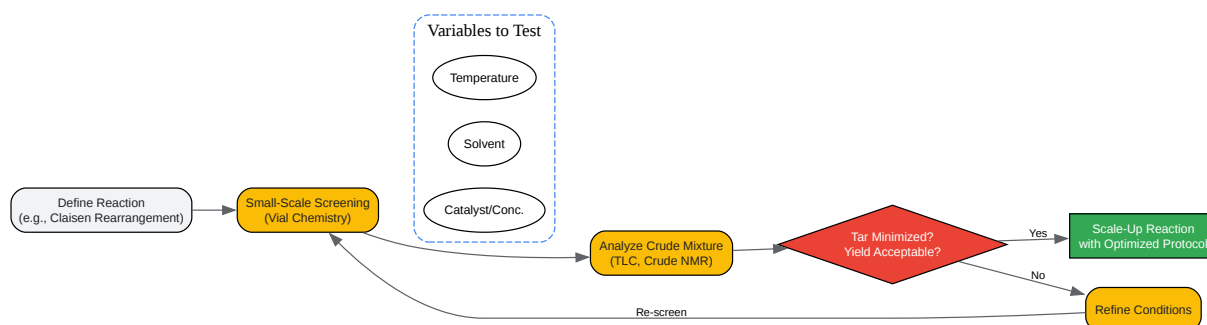 Variables to Test
Temperature
Solvent
Catalyst/Conc.
Define Reaction
(e.g., Claisen Rearrangement)
Small-Scale Screening
(Vial Chemistry)
Analyze Crude Mixture
(TLC, Crude NMR)
Tar Minimized?
Yield Acceptable?
Yes
Scale-Up Reaction
with Optimized Protocol
No
Refine Conditions
Re-screen